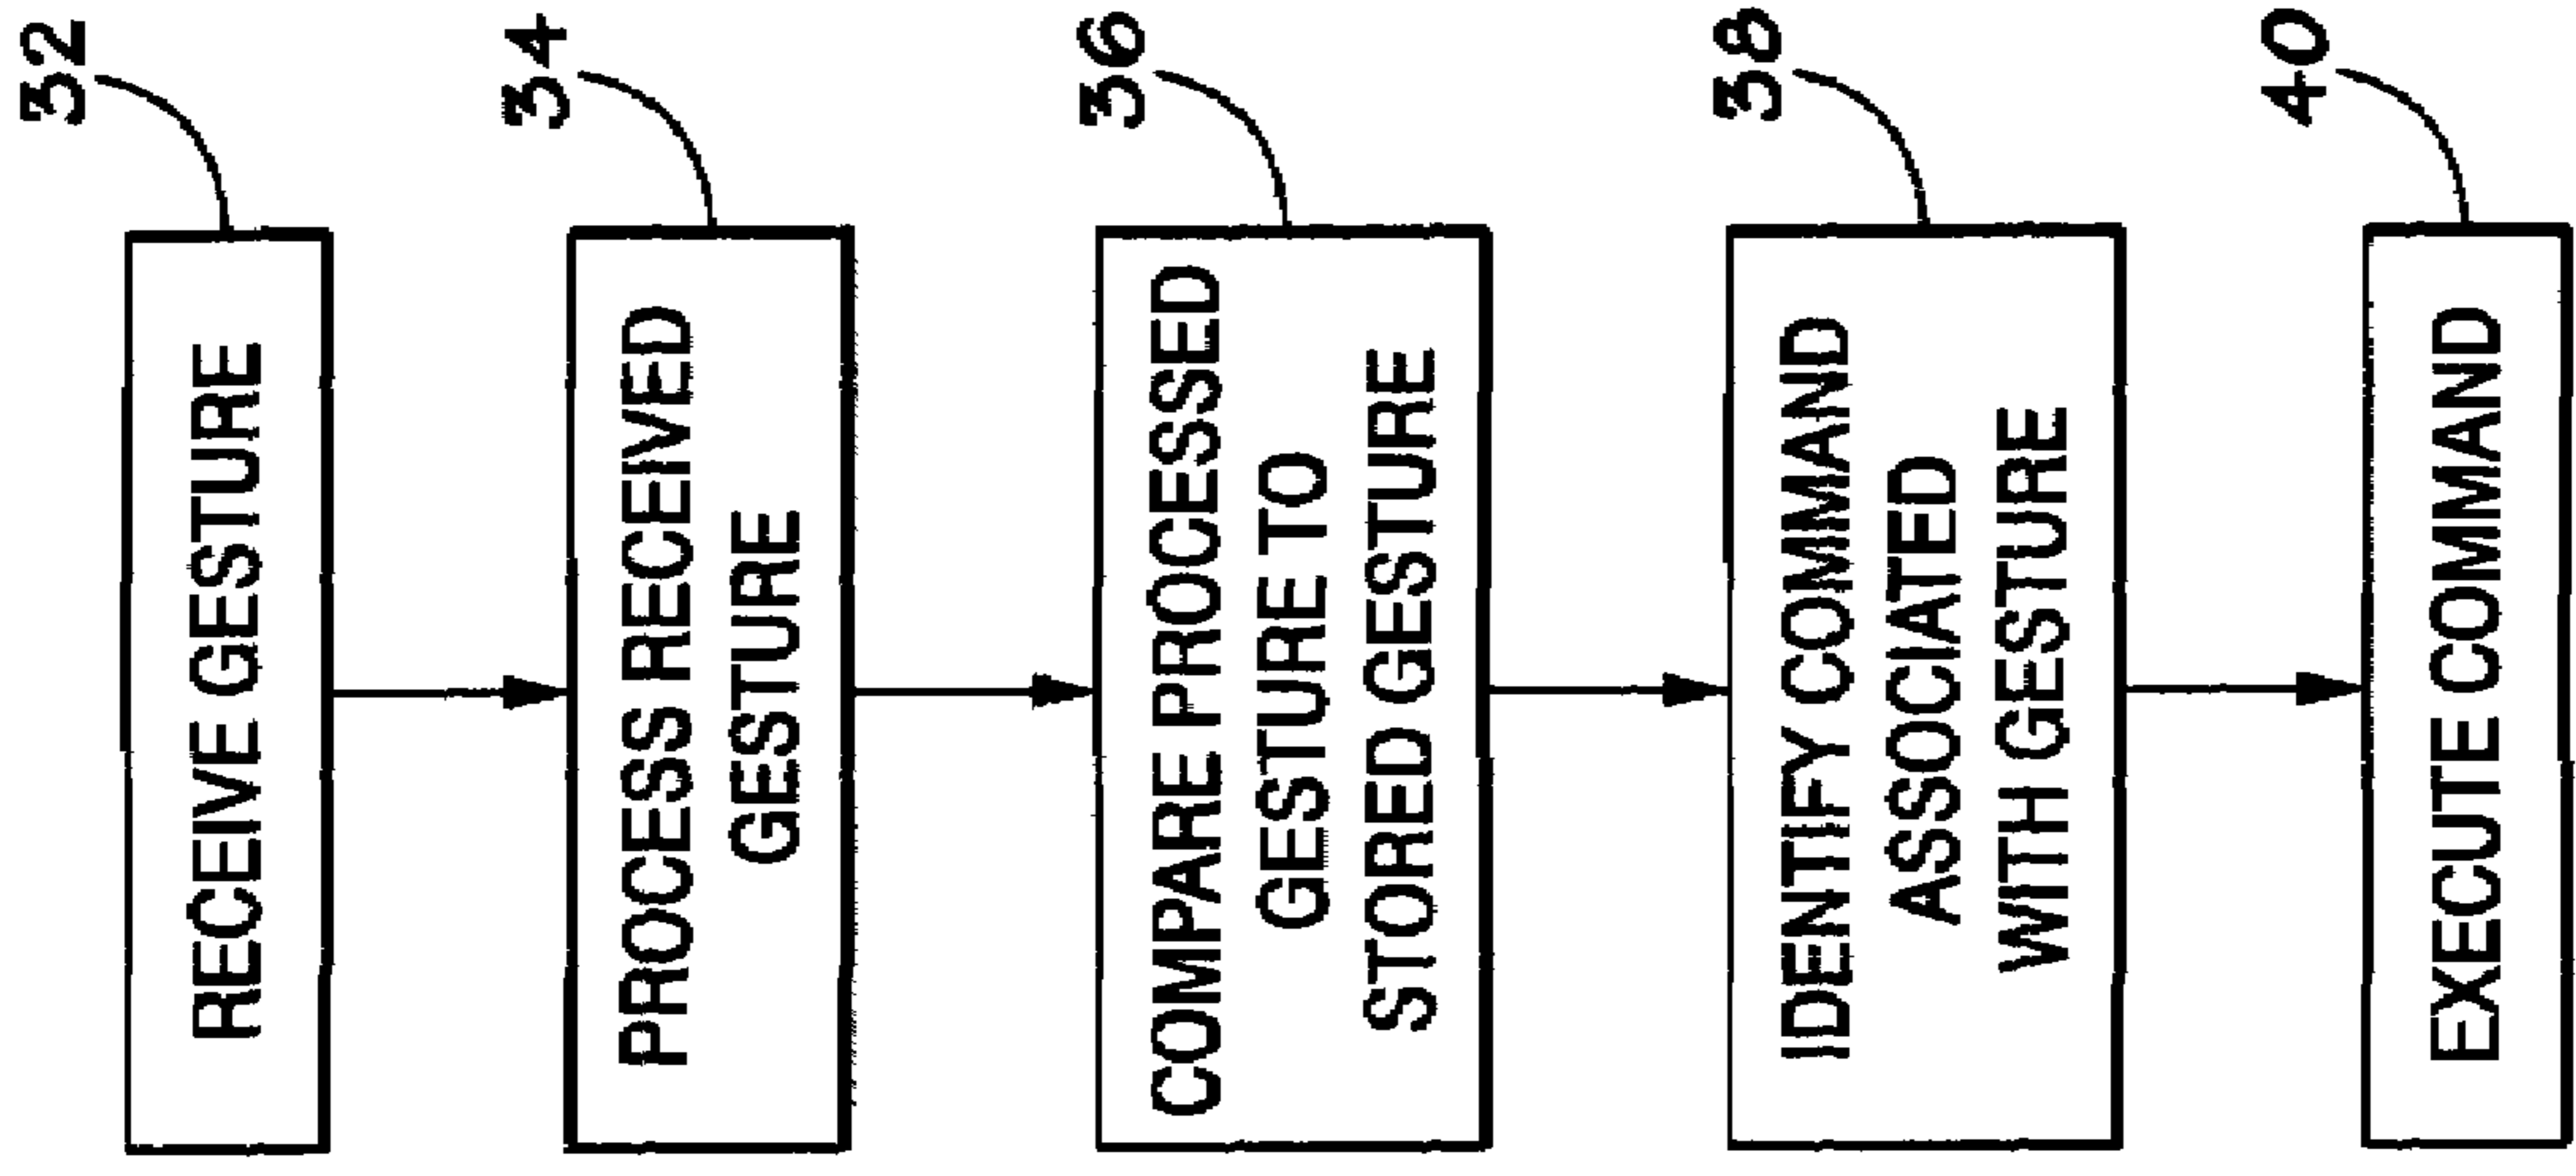 32
RECEIVE GESTURE
34
PROCESS RECEIVED
GESTURE
36
COMPARE PROCESSED
GESTURE TO
STORED GESTURE
38
IDENTIFY COMMAND
ASSOCIATED
WITH GESTURE
40
EXECUTE COMMAND